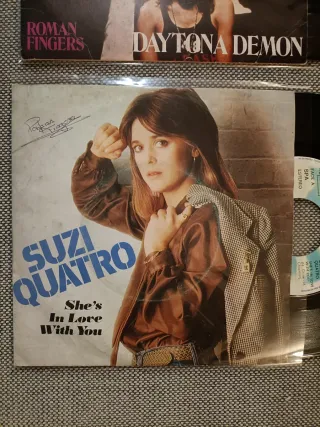 ROMAN
FINGERS
DAYTONA DEMON
SUZI
QUATRO
She's
In Love
With You